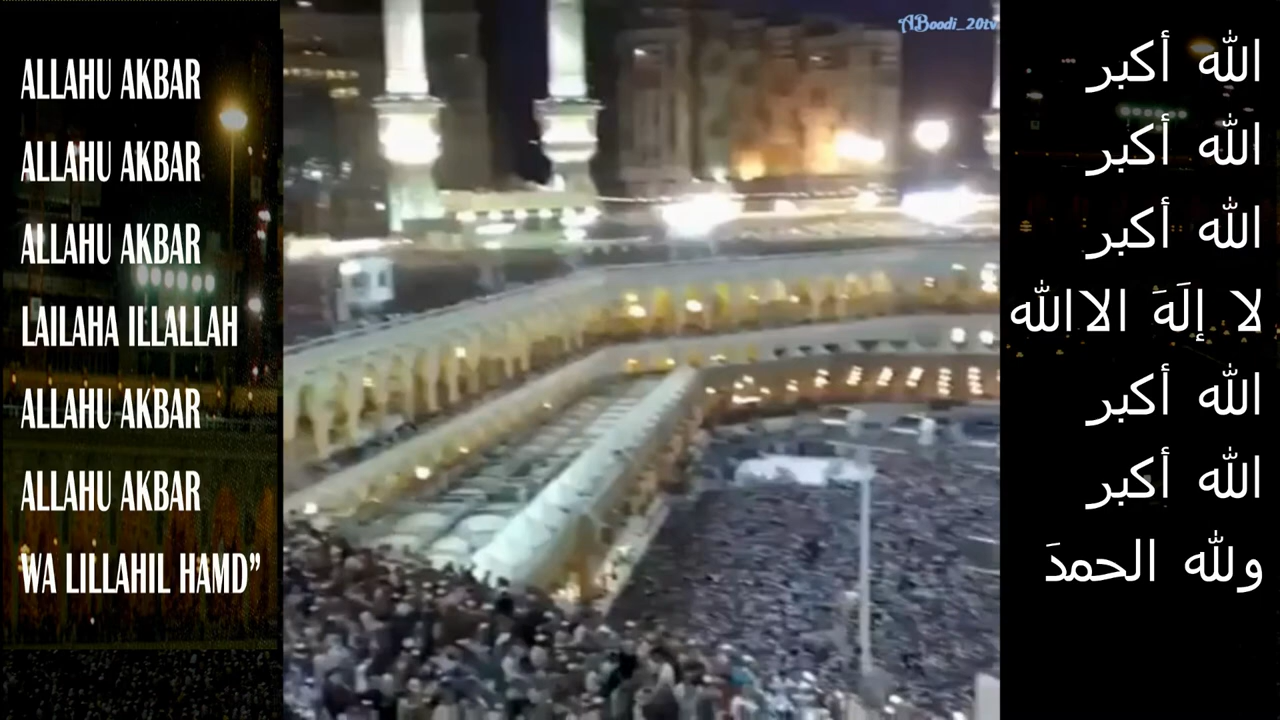 ALLAHU AKBAR
ALLAHU AKBAR
ALLAHU AKBAR
LAILAHA ILLALLAH
ALLAHU AKBAR
ALLAHU AKBAR
WA LILLAHIL HAMD”
ABoodi_20tv
الله أكبر
الله أكبر
الله أكبر
لا إلَهَ الاالله
الله أكبر
الله أكبر
ولله الحمدَ